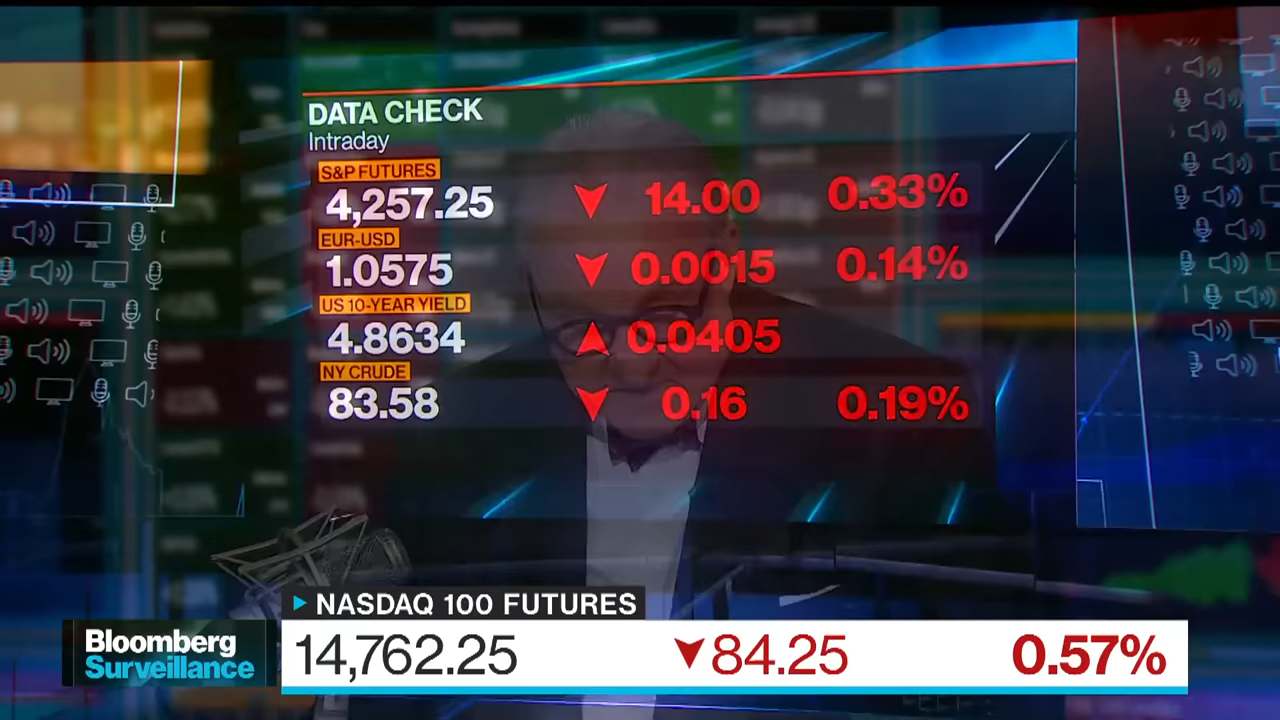 DATA CHECK
Intraday
S&P FUTURES
4,257.25 ▼ 14.00 0.33%
EUR-USD
1.0575 ▼ 0.0015 0.14%
US 10-YEAR YIELD
4.8634 ▲ 0.0405
NY CRUDE
83.58 ▼ 0.16 0.19%
NASDAQ 100 FUTURES
14,762.25 ▼ 84.25 0.57%
Bloomberg
Surveillance